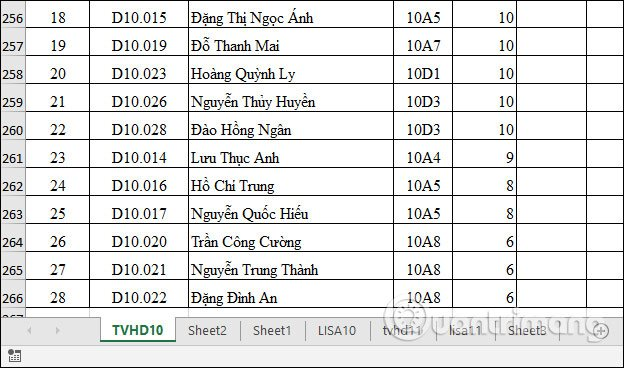 256 18 D10.015 Đặng Thị Ngọc Ánh 10A5 10
257 19 D10.019 Đỗ Thanh Mai 10A7 10
258 20 D10.023 Hoàng Quỳnh Ly 10D1 10
259 21 D10.026 Nguyễn Thùy Huyền 10D3 10
260 22 D10.028 Đào Hồng Ngân 10D3 10
261 23 D10.014 Lưu Thục Anh 10A4 9
262 24 D10.016 Hồ Chí Trung 10A5 8
263 25 D10.017 Nguyễn Quốc Hiếu 10A5 8
264 26 D10.020 Trần Công Cường 10A8 6
265 27 D10.021 Nguyễn Trung Thành 10A8 6
266 28 D10.022 Đặng Đình An 10A8 6
267
TVHD10 Sheet2 Sheet1 LISA10 tvhd11 lisa11 Sheet3
Quantrimang